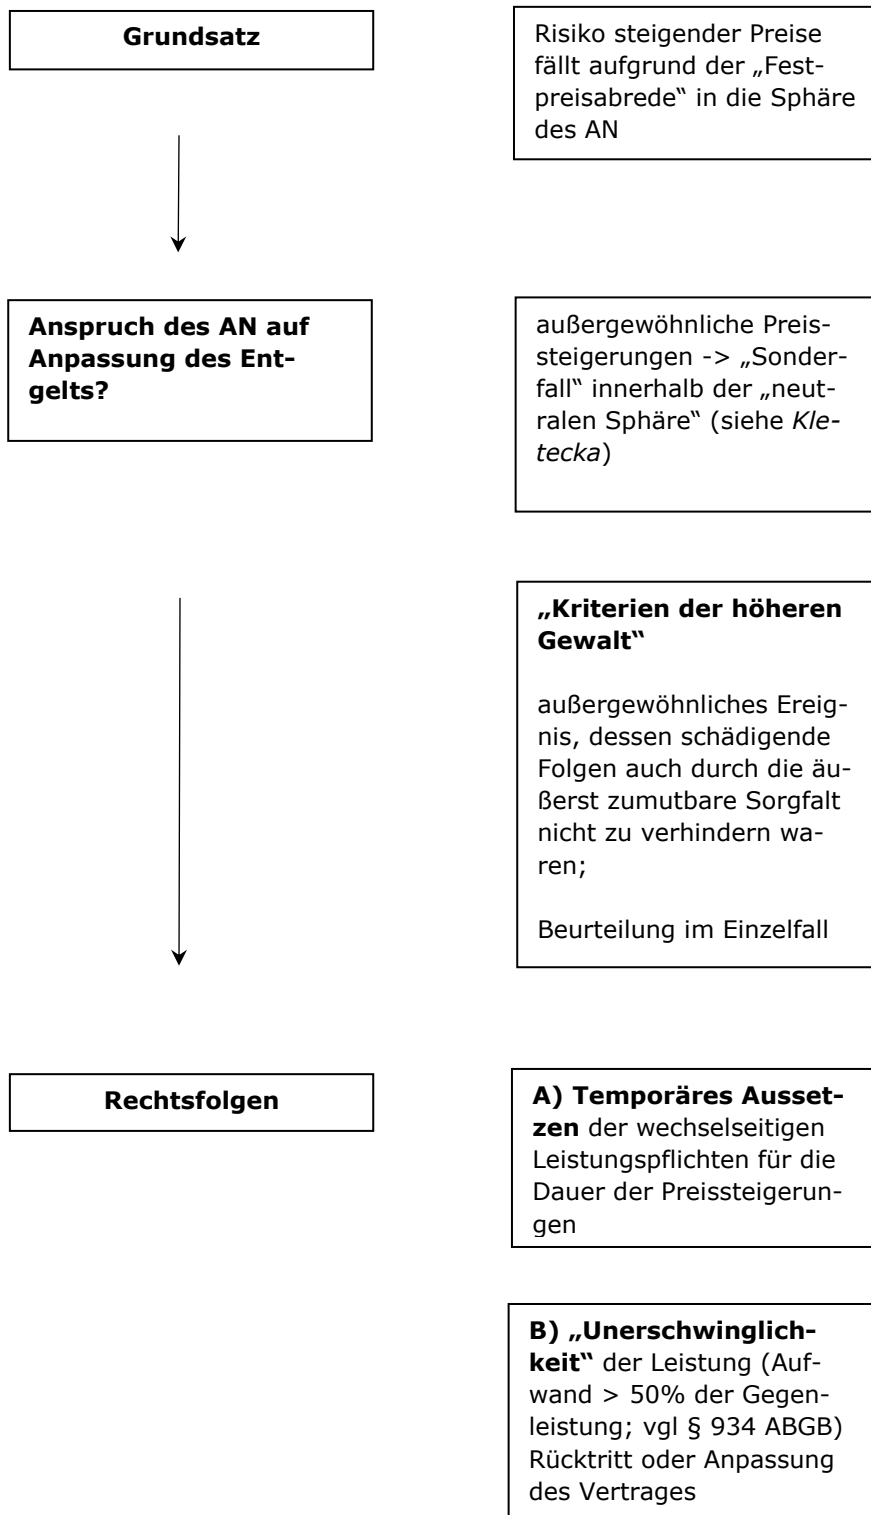 Grundsatz
Risiko steigender Preise
fällt aufgrund der „Fest-
preisabrede“ in die Sphäre
des AN
Anspruch des AN auf
Anpassung des Ent-
gelts?
außergewöhnliche Preis-
steigerungen -> „Sonder-
fall“ innerhalb der „neut-
ralen Sphäre“ (siehe Kle-
tecka)
„Kriterien der höheren
Gewalt“
außergewöhnliches Ereig-
nis, dessen schädigende
Folgen auch durch die äu-
ßerst zumutbare Sorgfalt
nicht zu verhindern wa-
ren;
Beurteilung im Einzelfall
Rechtsfolgen
A) Temporäres Ausset-
zen der wechselseitigen
Leistungspflichten für die
Dauer der Preissteigerun-
gen
B) „Unerschwinglich-
keit“ der Leistung (Auf-
wand > 50% der Gegen-
leistung; vgl § 934 ABGB)
Rücktritt oder Anpassung
des Vertrages